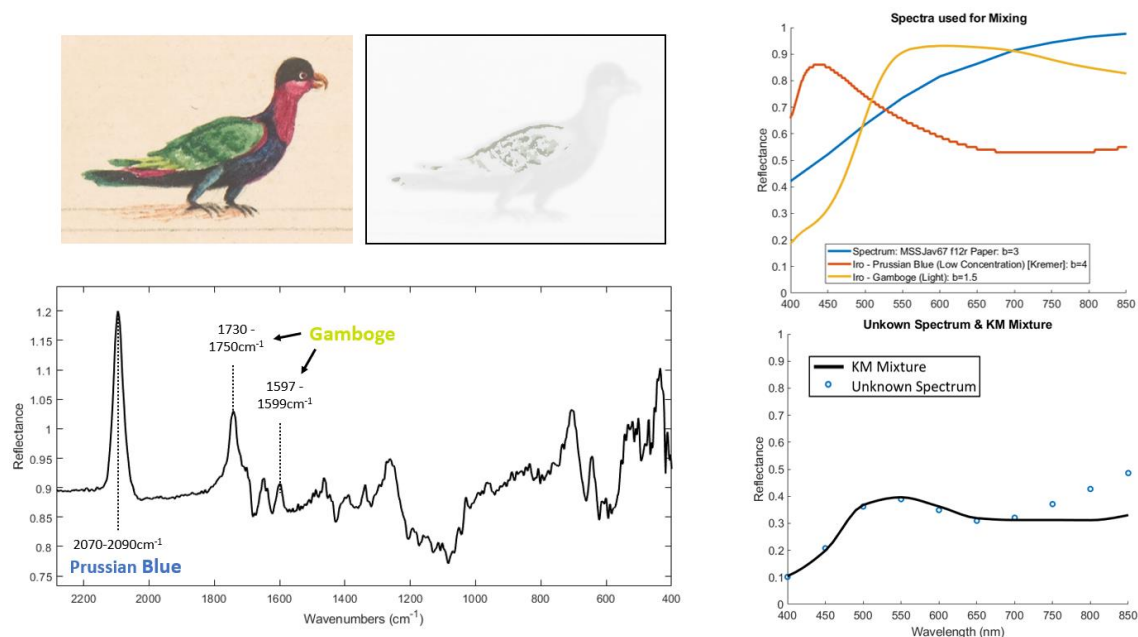 Spectra used for Mixing
1
0.9
0.8
0.7
0.6
0.5
0.4
0.3
0.2
0.1
0
Reflectance
Spectrum: MSSJav67 f12r Paper: b=3
Iro - Prussian Blue (Low Concentration) [Kremer]: b=4
Iro - Gamboge (Light): b=1.5
400 450 500 550 600 650 700 750 800 850
1.2
1.15
1.1
1.05
1
0.95
0.9
0.85
0.8
0.75
Reflectance
1730 -
1750cm-1
Gamboge
1597 -
1599cm-1
2070-2090cm-1
Prussian Blue
2200 2000 1800 1600 1400 1200 1000 800 600 400
Wavenumbers (cm-1)
Unkown Spectrum & KM Mixture
1
0.9
0.8
0.7
0.6
0.5
0.4
0.3
0.2
0.1
0
Reflectance
KM Mixture
Unknown Spectrum
400 450 500 550 600 650 700 750 800 850
Wavelength (nm)